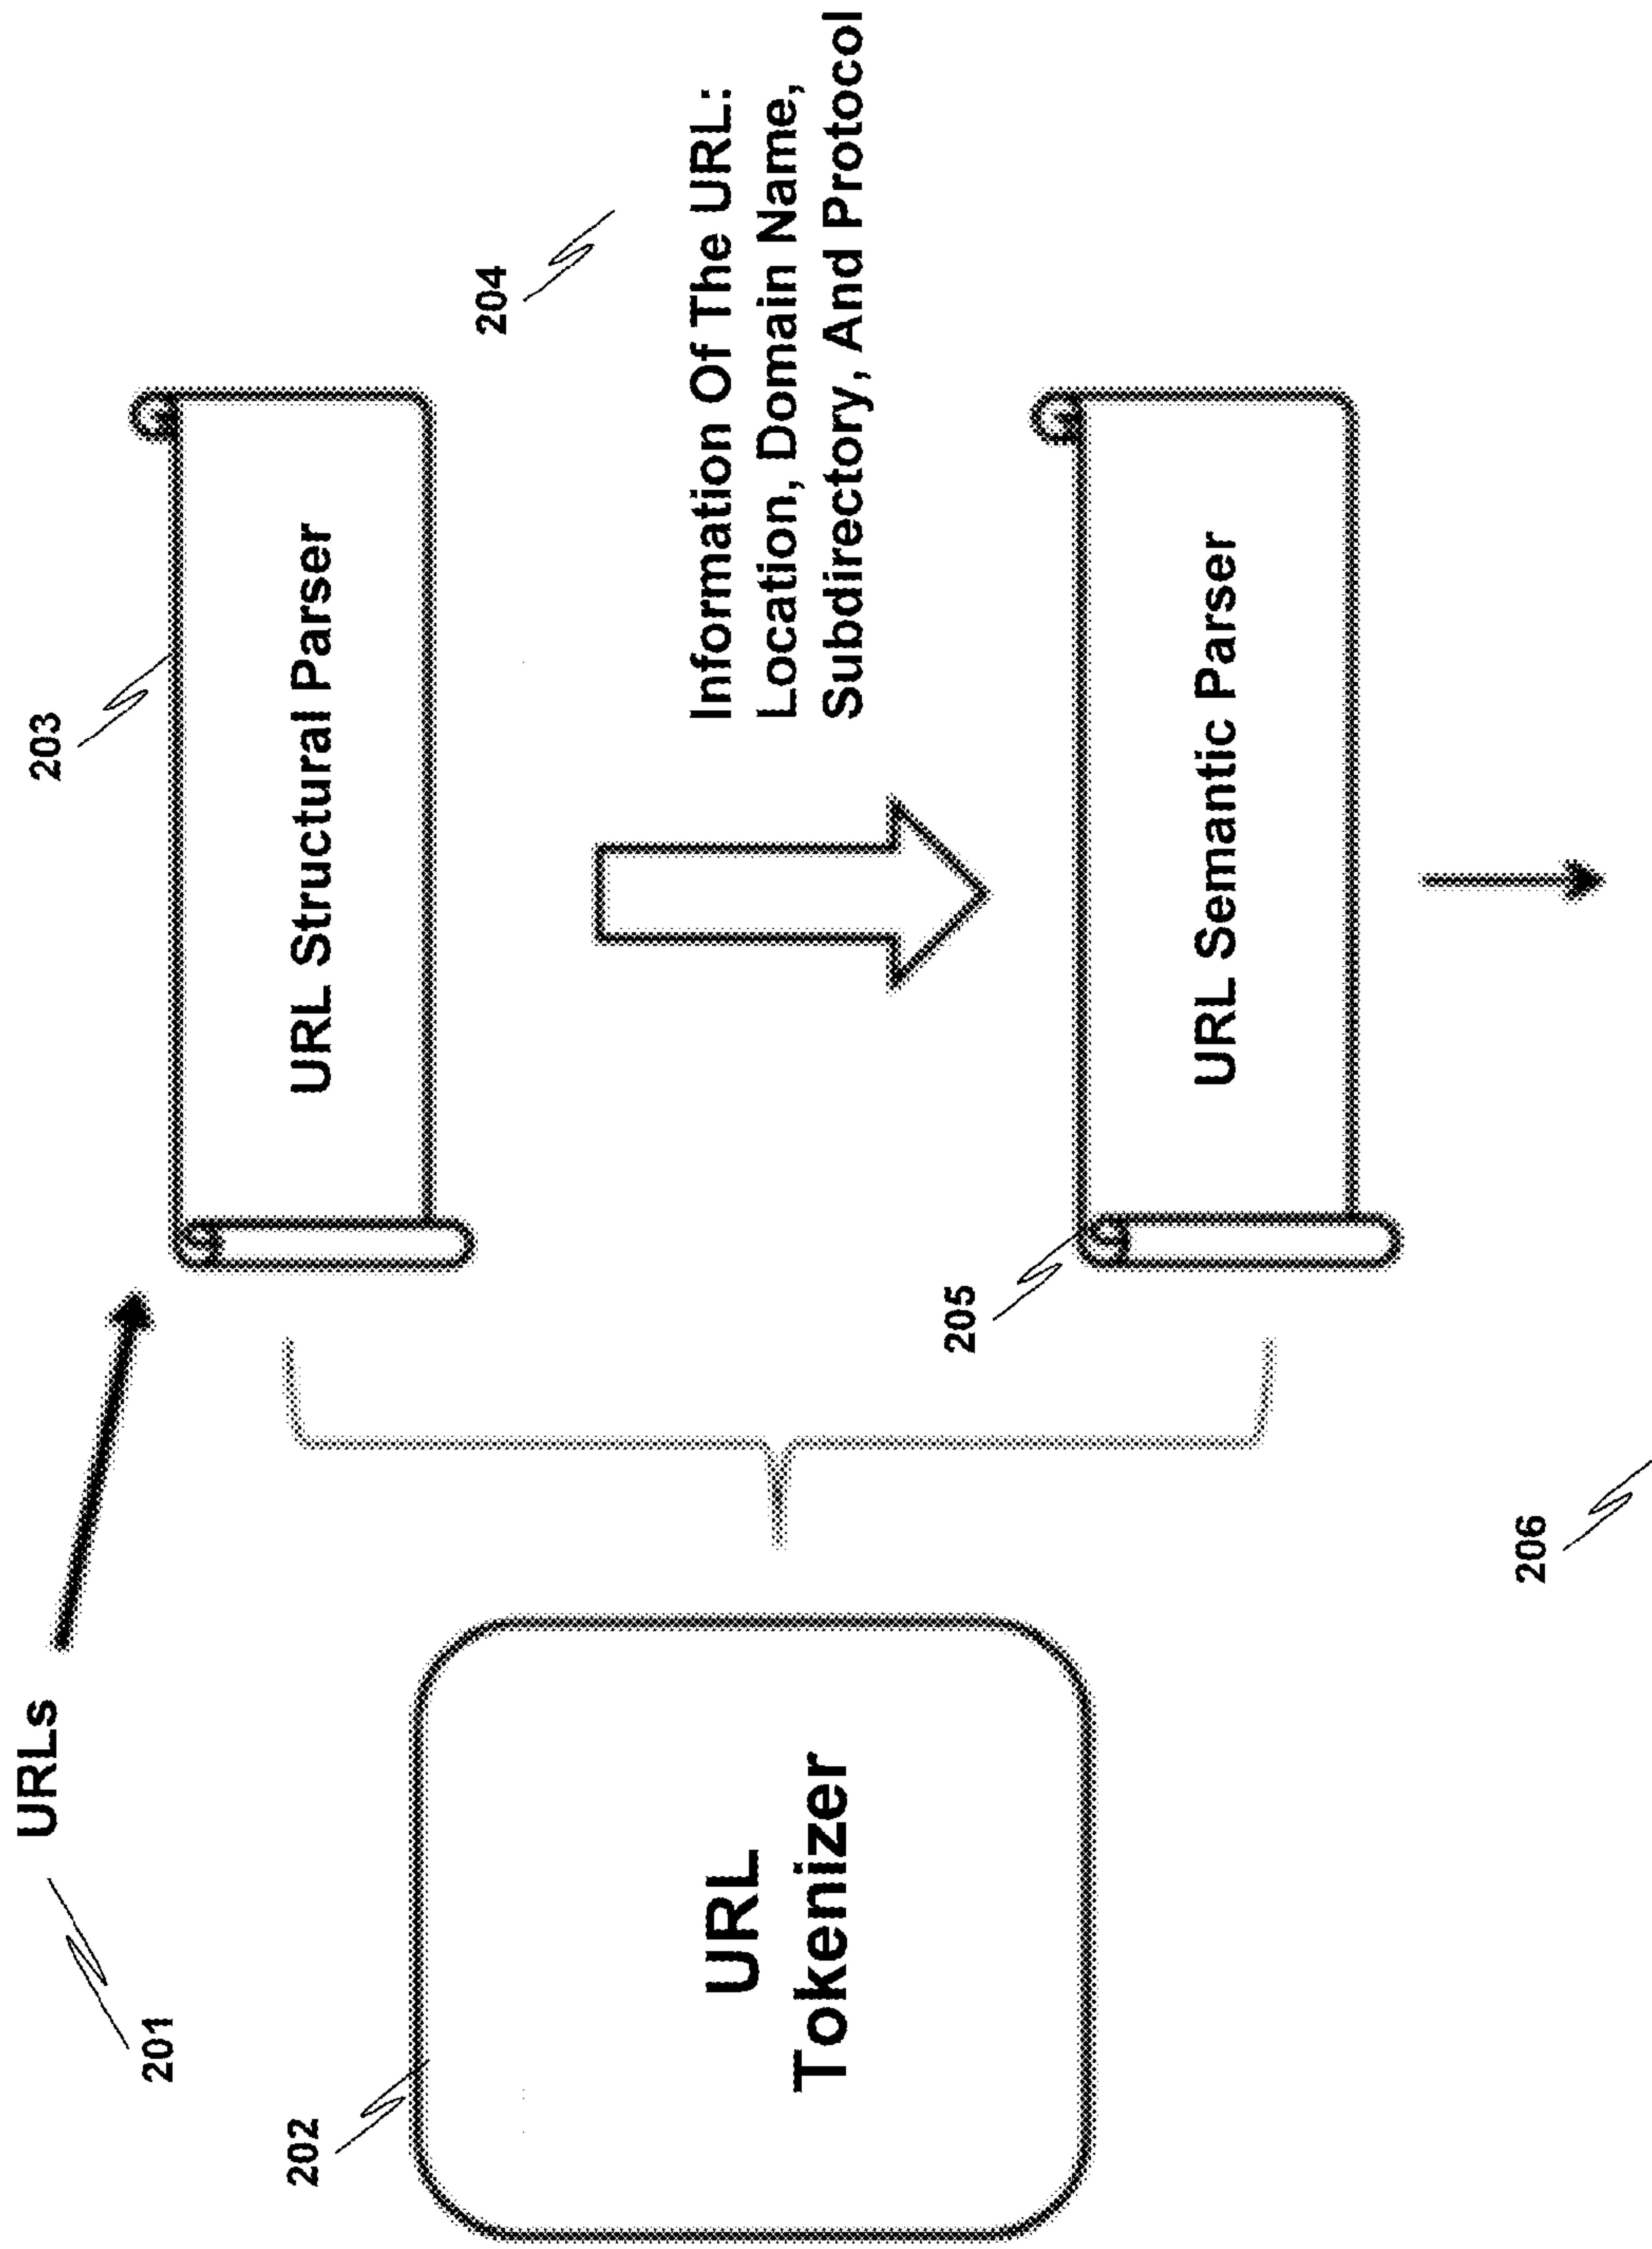 201
URLs
203
URL Structural Parser
202
URL
Tokenizer
204
Information Of The URL:
Location, Domain Name,
Subdirectory, And Protocol
205
URL Semantic Parser
206